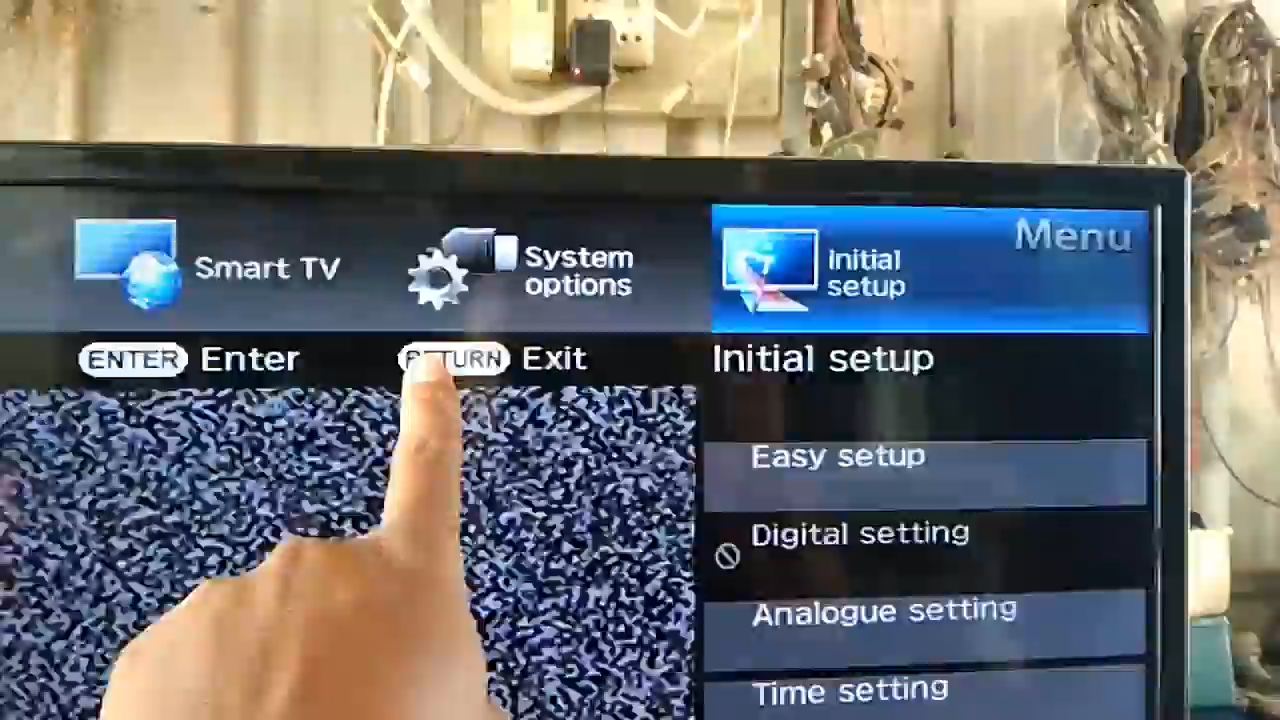 Menu
Smart TV
System
options
Initial
setup
ENTER Enter
RETURN Exit
Initial setup
Easy setup
Digital setting
Analogue setting
Time setting